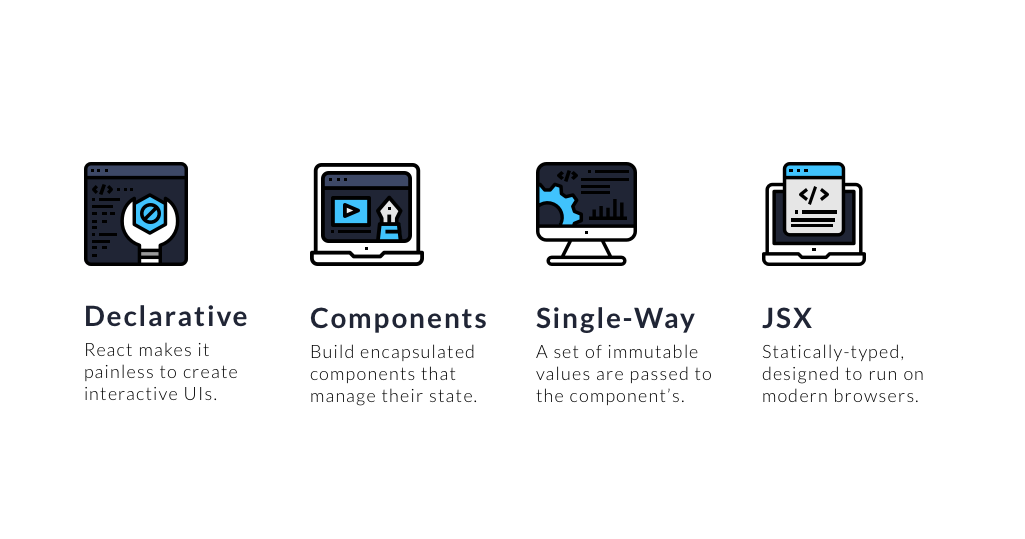 Declarative
React makes it
painless to create
interactive UIs.
Components
Build encapsulated
components that
manage their state.
Single-Way
A set of immutable
values are passed to
the component’s.
JSX
Statically-typed,
designed to run on
modern browsers.